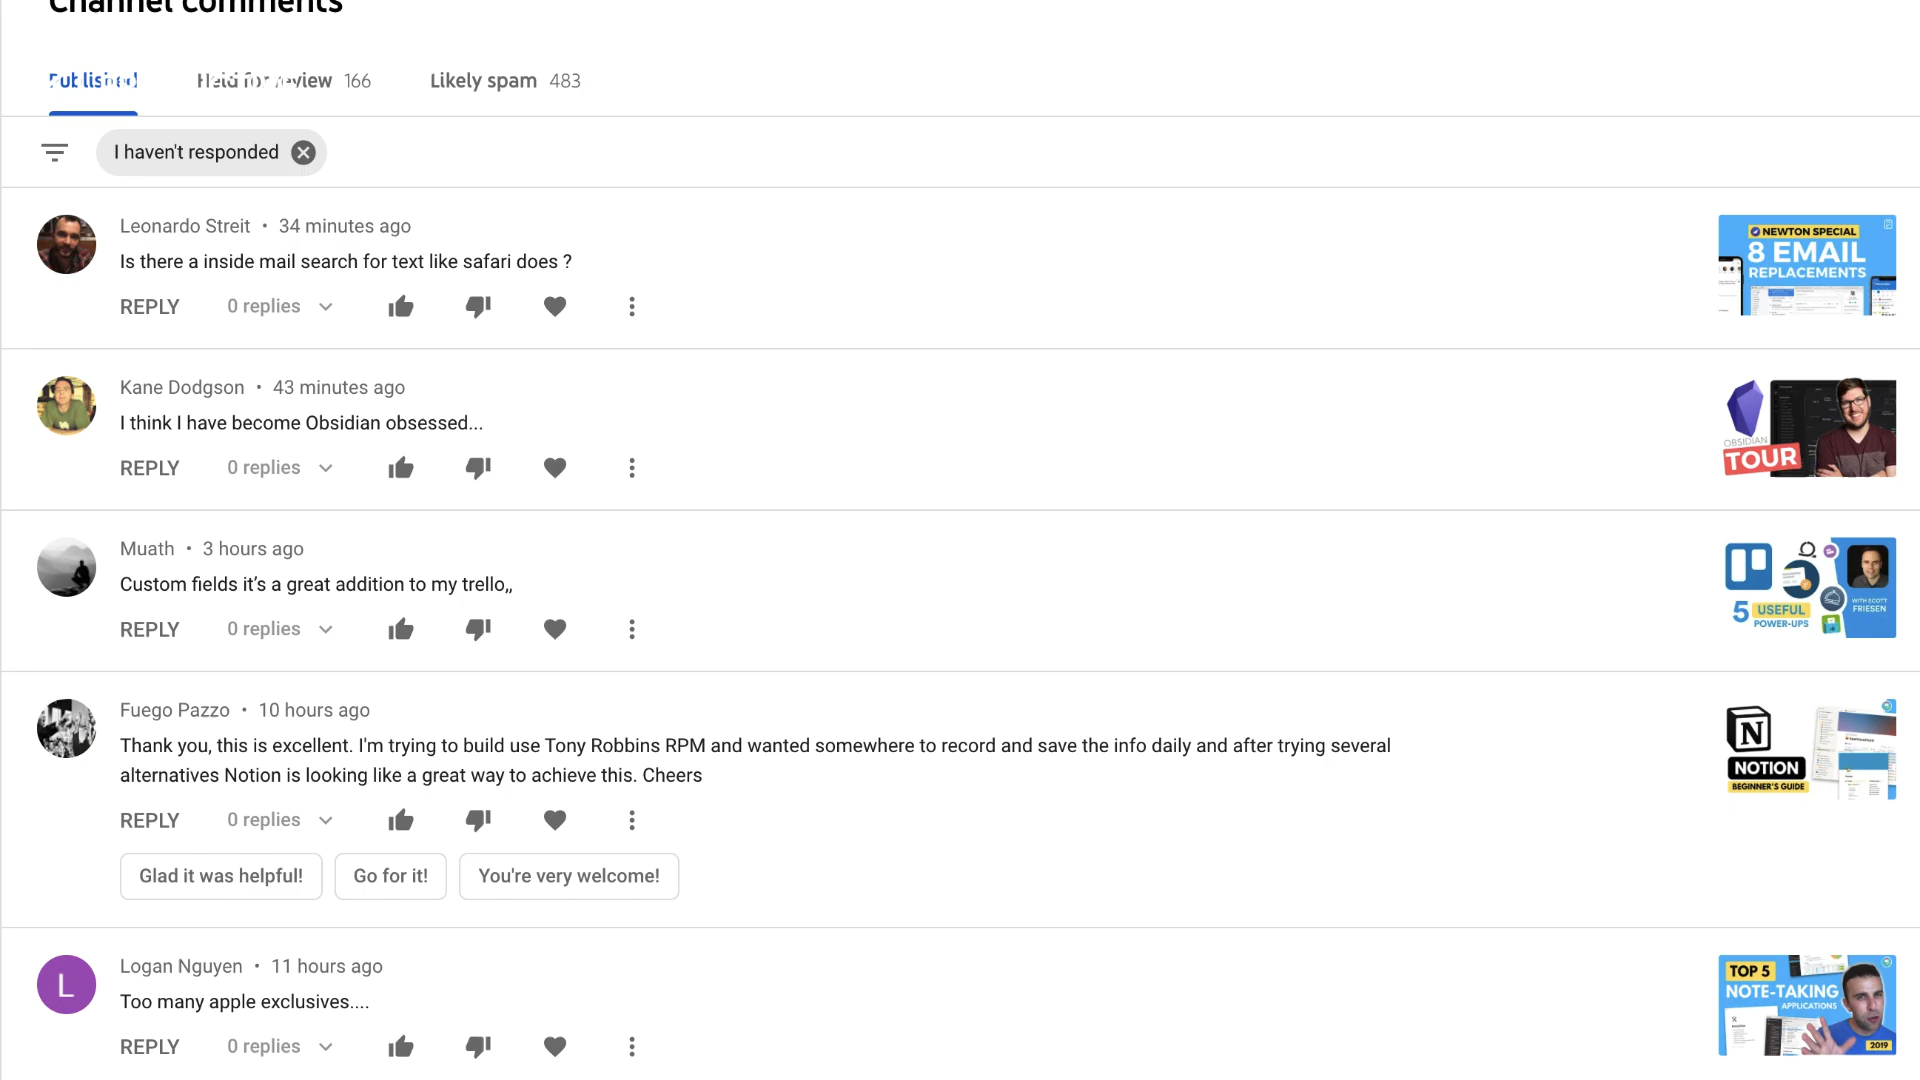 Channel comments
Published
Held for review 166
Likely spam 483
I haven't responded
Leonardo Streit • 34 minutes ago
Is there a inside mail search for text like safari does ?
REPLY 0 replies
NEWTON SPECIAL
8 EMAIL
REPLACEMENTS
Kane Dodgson • 43 minutes ago
I think I have become Obsidian obsessed...
REPLY 0 replies
OBSIDIAN
TOUR
Muath • 3 hours ago
Custom fields it’s a great addition to my trello,,
REPLY 0 replies
5 USEFUL
POWER-UPS
WITH SCOTT
FRIESEN
Fuego Pazzo • 10 hours ago
Thank you, this is excellent. I'm trying to build use Tony Robbins RPM and wanted somewhere to record and save the info daily and after trying several
alternatives Notion is looking like a great way to achieve this. Cheers
REPLY 0 replies
Glad it was helpful! Go for it! You're very welcome!
N
NOTION
BEGINNER'S GUIDE
L
Logan Nguyen • 11 hours ago
Too many apple exclusives....
REPLY 0 replies
TOP 5
NOTE-TAKING
APPLICATIONS
2019